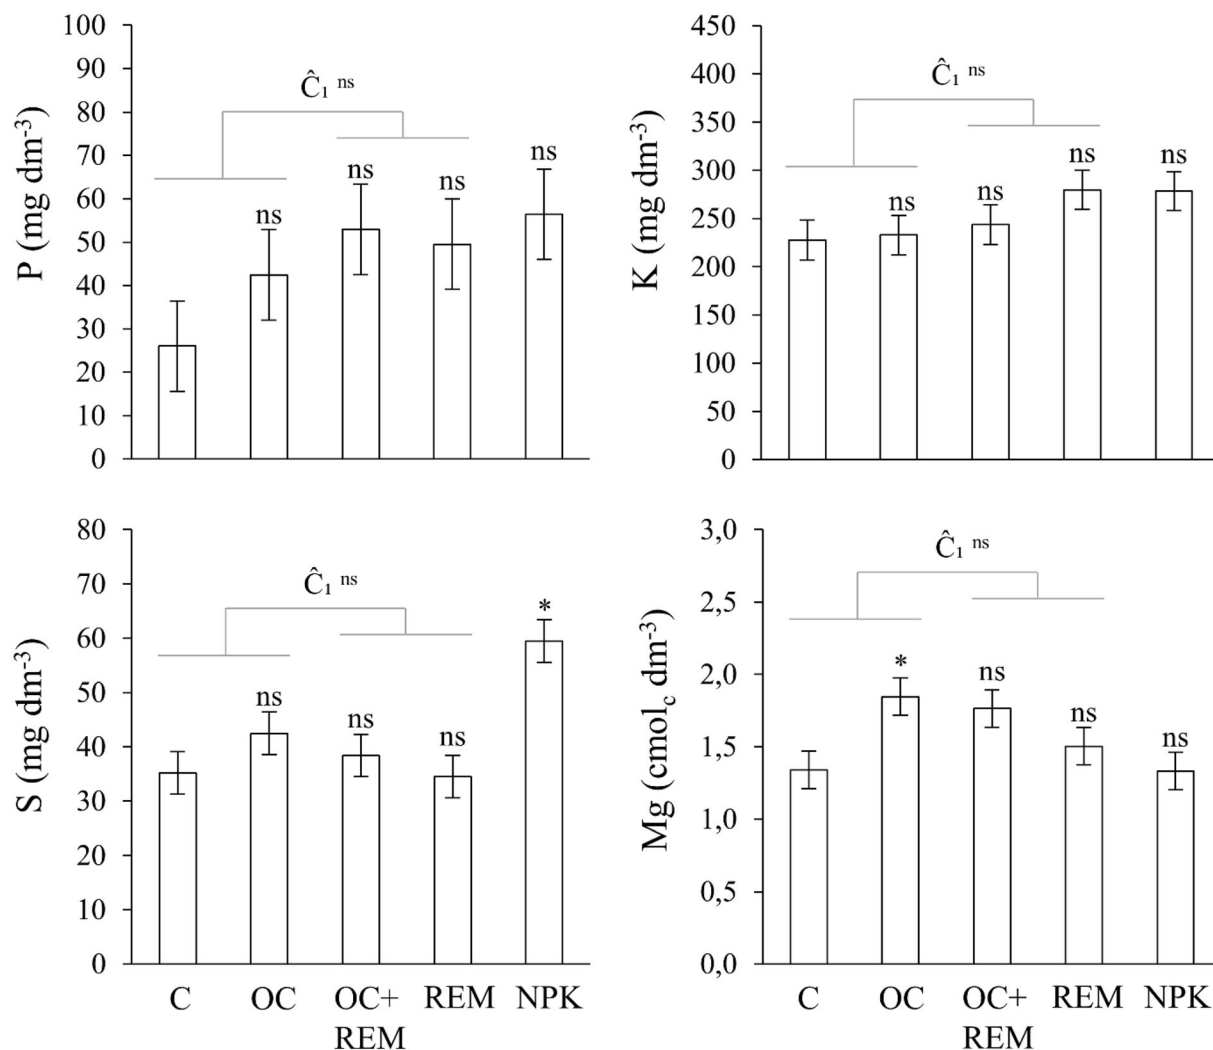 P (mg dm⁻³)
100
90
80
70
60
50
40
30
20
10
0
Ĉ₁ ⁿˢ
ns
ns
ns
ns
K (mg dm⁻³)
450
400
350
300
250
200
150
100
50
0
Ĉ₁ ⁿˢ
ns
ns
ns
ns
S (mg dm⁻³)
80
70
60
50
40
30
20
10
0
Ĉ₁ ⁿˢ
ns
ns
ns
*
C OC OC+ REM NPK
REM
Mg (cmol_c dm⁻³)
3,0
2,5
2,0
1,5
1,0
0,5
0,0
Ĉ₁ ⁿˢ
*
ns
ns
ns
C OC OC+ REM NPK
REM